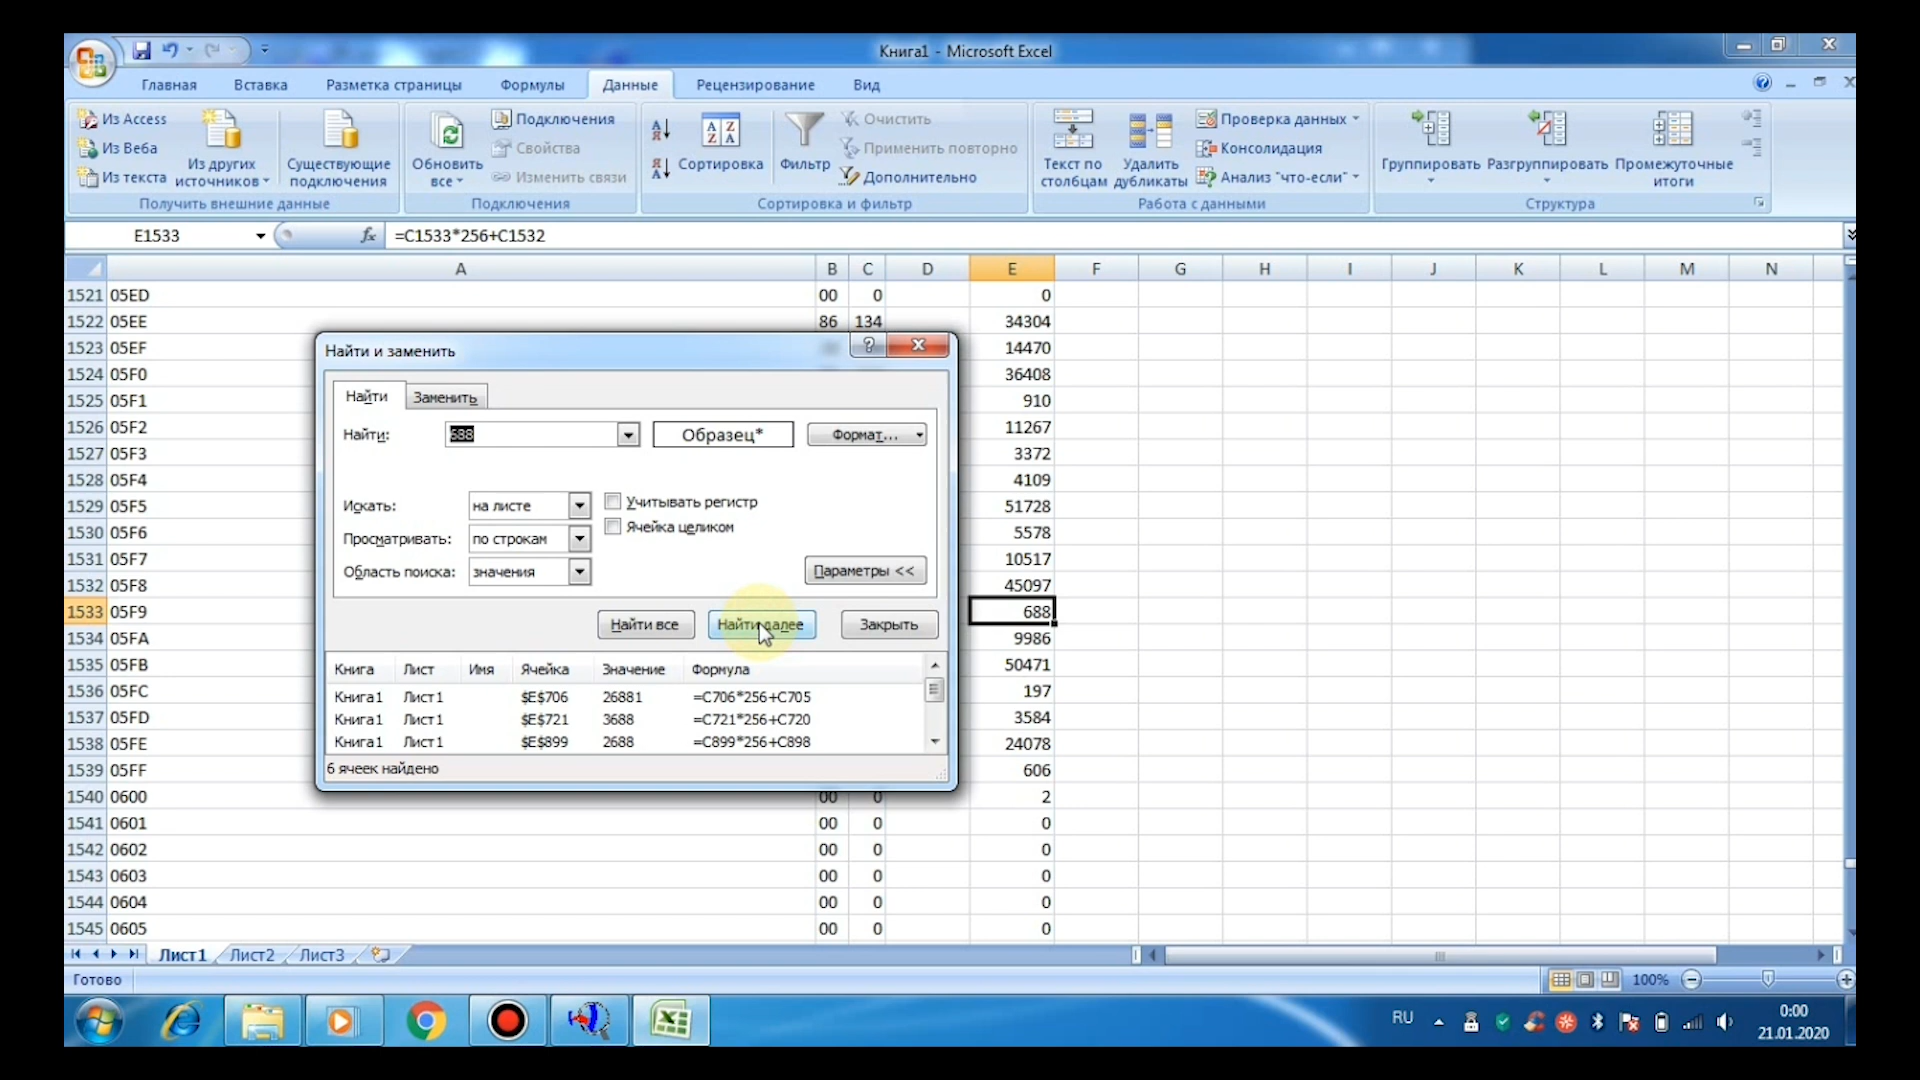 Книга1 - Microsoft Excel
Главная Вставка Разметка страницы Формулы Данные Рецензирование Вид
Из Access
Из Веба
Из текста
Из других источников
Существующие подключения
Получить внешние данные
Обновить все
Подключения
Свойства
Изменить связи
Подключения
Сортировка
Фильтр
Очистить
Применить повторно
Дополнительно
Сортировка и фильтр
Текст по столбцам
Удалить дубликаты
Проверка данных
Консолидация
Анализ "что-если"
Работа с данными
Группировать
Разгруппировать
Промежуточные итоги
Структура
E1533 fx =C1533*256+C1532
A B C D E F G H I J K L M N
1521 05ED 00 0 0
1522 05EE 86 134 34304
1523 05EF 14470
1524 05F0 36408
1525 05F1 910
1526 05F2 11267
1527 05F3 3372
1528 05F4 4109
1529 05F5 51728
1530 05F6 5578
1531 05F7 10517
1532 05F8 45097
1533 05F9 688
1534 05FA 9986
1535 05FB 50471
1536 05FC 197
1537 05FD 3584
1538 05FE 24078
1539 05FF 606
1540 0600 00 0 2
1541 0601 00 0 0
1542 0602 00 0 0
1543 0603 00 0 0
1544 0604 00 0 0
1545 0605 00 0 0
Найти и заменить
Найти Заменить
Найти: 688 Образец* Формат...
Искать: на листе Учитывать регистр
Ячейка целиком
Просматривать: по строкам
Область поиска: значения Параметры <<
Найти все Найти далее Закрыть
Книга Лист Имя Ячейка Значение Формула
Книга1 Лист1 $E$706 26881 =C706*256+C705
Книга1 Лист1 $E$721 3688 =C721*256+C720
Книга1 Лист1 $E$899 2688 =C899*256+C898
6 ячеек найдено
Лист1 Лист2 Лист3
Готово 100%
RU 0:00
21.01.2020